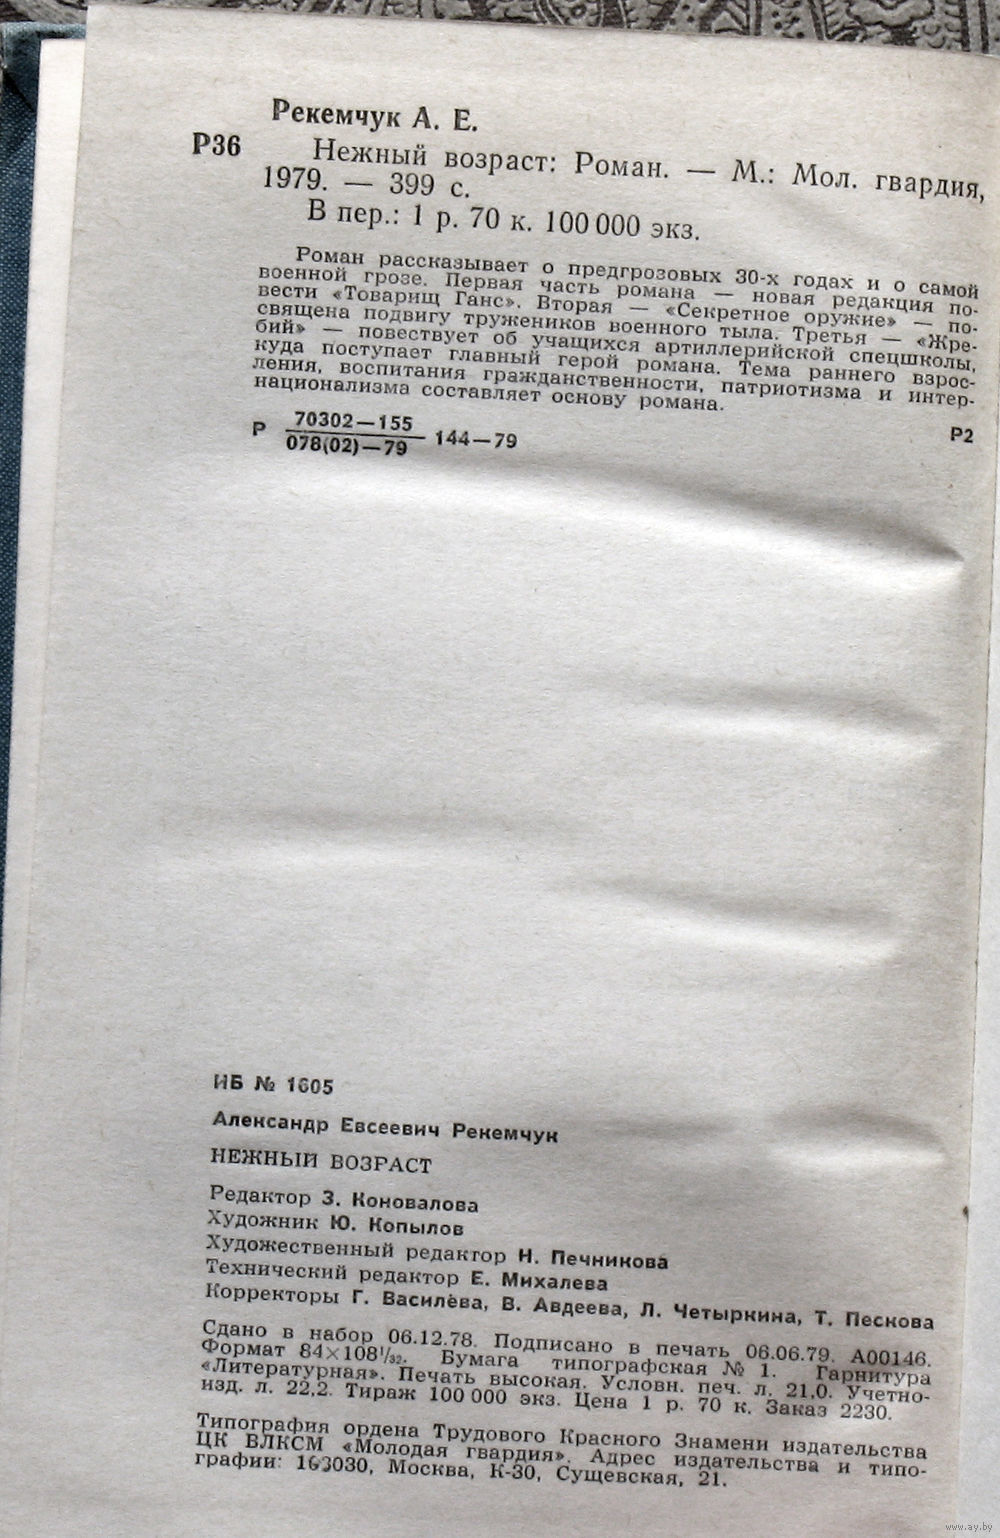 Рекемчук А. Е.
Р36 Нежный возраст: Роман. — М.: Мол. гвардия,
1979. — 399 с.
В пер.: 1 р. 70 к. 100 000 экз.
Роман рассказывает о предгрозовых 30-х годах и о самой
военной грозе. Первая часть романа — новая редакция по-
вести «Товарищ Ганс». Вторая — «Секретное оружие» — по-
священа подвигу тружеников военного тыла. Третья — «Жре-
бий» — повествует об учащихся артиллерийской спецшколы,
куда поступает главный герой романа. Тема раннего взрос-
ления, воспитания гражданственности, патриотизма и интер-
национализма составляет основу романа.
Р 70302—155
078(02)—79 144—79 Р2
ИБ № 1605
Александр Евсеевич Рекемчук
НЕЖНЫЙ ВОЗРАСТ
Редактор З. Коновалова
Художник Ю. Копылов
Художественный редактор Н. Печникова
Технический редактор Е. Михалева
Корректоры Г. Василёва, В. Авдеева, Л. Четыркина, Т. Пескова
Сдано в набор 06.12.78. Подписано в печать 06.06.79. А00146.
Формат 84×108¹/₃₂. Бумага типографская № 1. Гарнитура
«Литературная». Печать высокая. Условн. печ. л. 21,0. Учетно-
изд. л. 22,2. Тираж 100 000 экз. Цена 1 р. 70 к. Заказ 2230.
Типография ордена Трудового Красного Знамени издательства
ЦК ВЛКСМ «Молодая гвардия». Адрес издательства и типо-
графии: 103030, Москва, К-30, Сущевская, 21.
www.ay.by